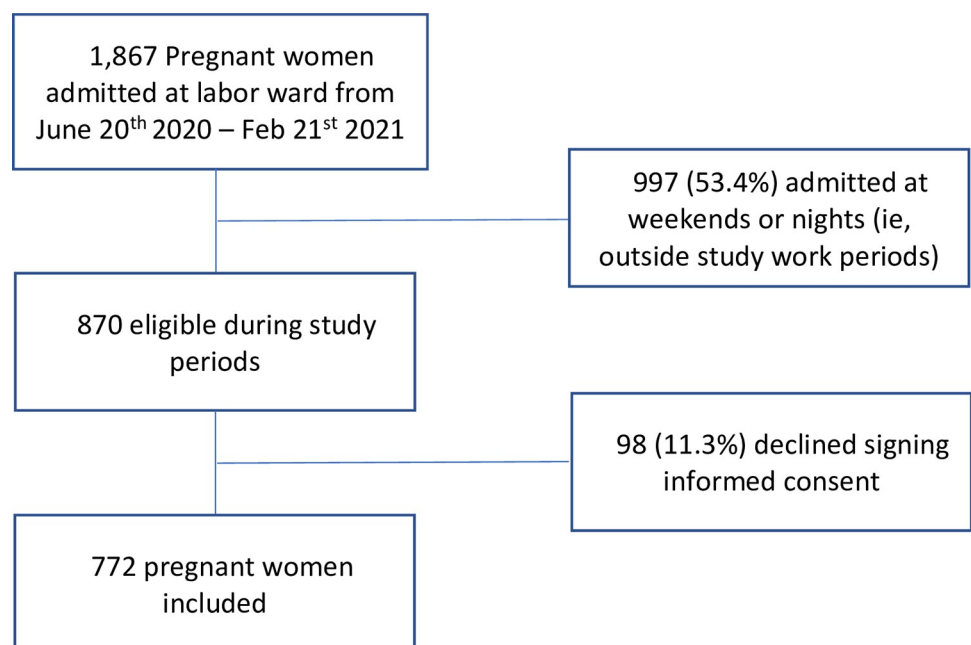 1,867 Pregnant women
admitted at labor ward from
June 20th 2020 – Feb 21st 2021
997 (53.4%) admitted at
weekends or nights (ie,
outside study work periods)
870 eligible during study
periods
98 (11.3%) declined signing
informed consent
772 pregnant women
included